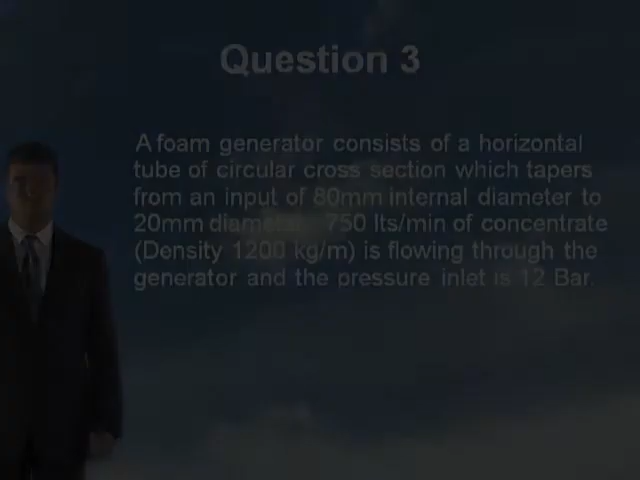 Question 3
A foam generator consists of a horizontal
tube of circular cross section which tapers
from an input of 80mm internal diameter to
20mm diameter. 750 lts/min of concentrate
(Density 1200 kg/m) is flowing through the
generator and the pressure inlet is 12 Bar.